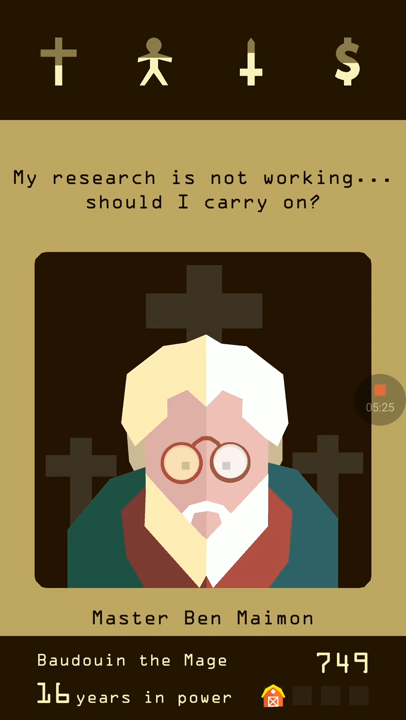 My research is not working...
should I carry on?
05:25
Master Ben Maimon
Baudouin the Mage
749
16 years in power